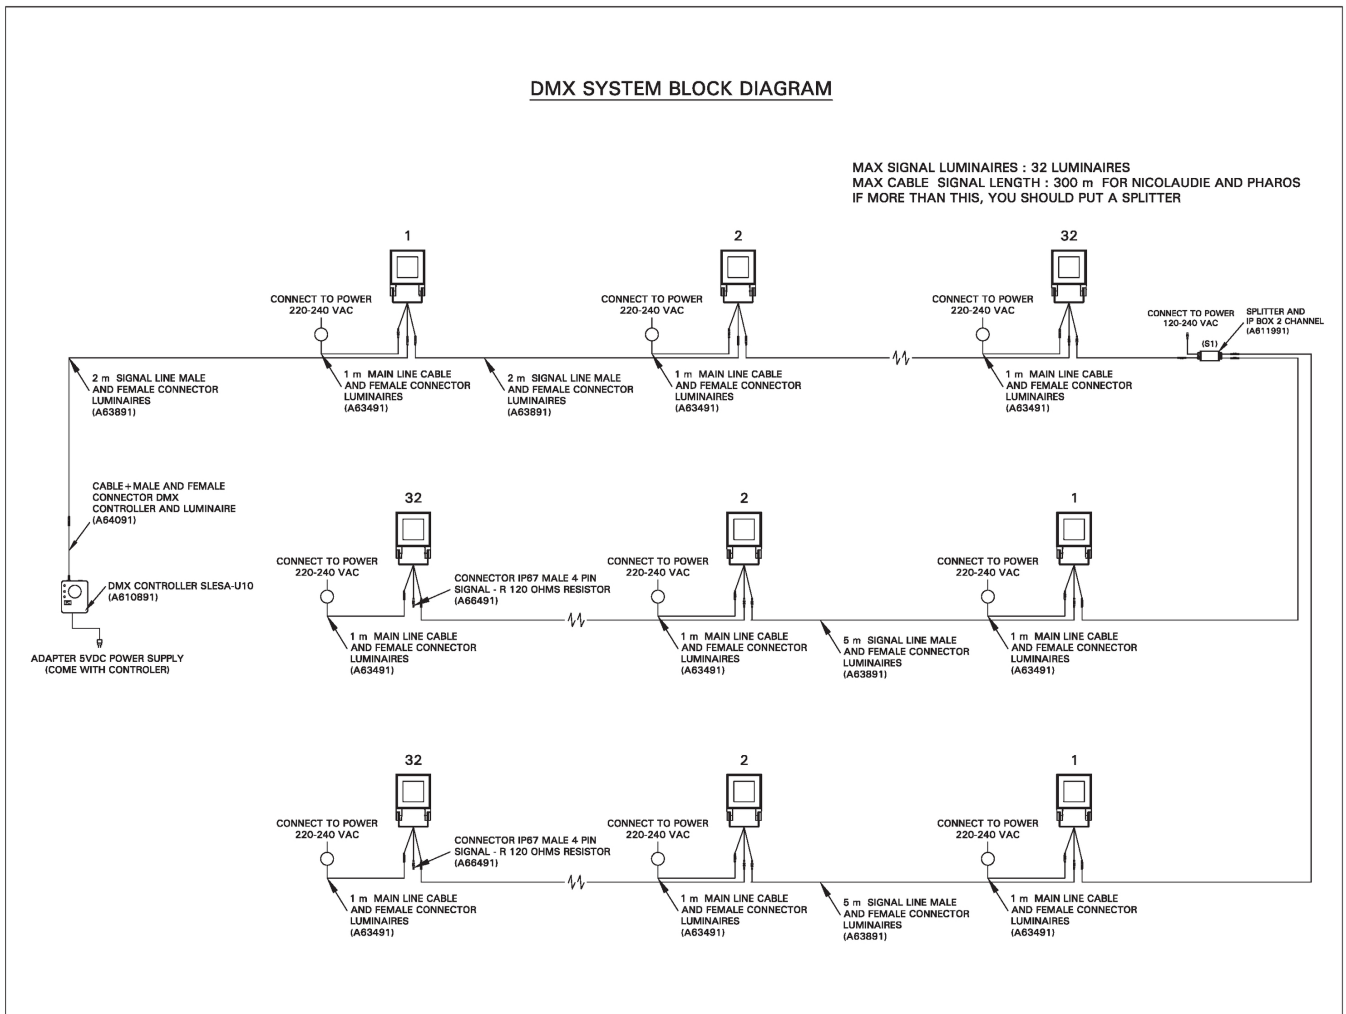 DMX SYSTEM BLOCK DIAGRAM
MAX SIGNAL LUMINAIRES : 32 LUMINAIRES
MAX CABLE SIGNAL LENGTH : 300 m FOR NICOLAUDIE AND PHAROS
IF MORE THAN THIS, YOU SHOULD PUT A SPLITTER
1
2
32
CONNECT TO POWER
220-240 VAC
CONNECT TO POWER
220-240 VAC
CONNECT TO POWER
220-240 VAC
CONNECT TO POWER
120-240 VAC
SPLITTER AND
IP BOX 2 CHANNEL
(A611991)
(S1)
2 m SIGNAL LINE MALE
AND FEMALE CONNECTOR
LUMINAIRES
(A63891)
1 m MAIN LINE CABLE
AND FEMALE CONNECTOR
LUMINAIRES
(A63491)
2 m SIGNAL LINE MALE
AND FEMALE CONNECTOR
LUMINAIRES
(A63891)
1 m MAIN LINE CABLE
AND FEMALE CONNECTOR
LUMINAIRES
(A63491)
1 m MAIN LINE CABLE
AND FEMALE CONNECTOR
LUMINAIRES
(A63491)
CABLE+MALE AND FEMALE
CONNECTOR DMX
CONTROLLER AND LUMINAIRE
(A64091)
DMX CONTROLLER SLESA-U10
(A610891)
ADAPTER 5VDC POWER SUPPLY
(COME WITH CONTROLER)
32
2
1
CONNECT TO POWER
220-240 VAC
CONNECTOR IP67 MALE 4 PIN
SIGNAL - R 120 OHMS RESISTOR
(A66491)
CONNECT TO POWER
220-240 VAC
CONNECT TO POWER
220-240 VAC
1 m MAIN LINE CABLE
AND FEMALE CONNECTOR
LUMINAIRES
(A63491)
1 m MAIN LINE CABLE
AND FEMALE CONNECTOR
LUMINAIRES
(A63491)
5 m SIGNAL LINE MALE
AND FEMALE CONNECTOR
LUMINAIRES
(A63891)
1 m MAIN LINE CABLE
AND FEMALE CONNECTOR
LUMINAIRES
(A63491)
32
2
1
CONNECT TO POWER
220-240 VAC
CONNECTOR IP67 MALE 4 PIN
SIGNAL - R 120 OHMS RESISTOR
(A66491)
CONNECT TO POWER
220-240 VAC
CONNECT TO POWER
220-240 VAC
1 m MAIN LINE CABLE
AND FEMALE CONNECTOR
LUMINAIRES
(A63491)
1 m MAIN LINE CABLE
AND FEMALE CONNECTOR
LUMINAIRES
(A63491)
5 m SIGNAL LINE MALE
AND FEMALE CONNECTOR
LUMINAIRES
(A63891)
1 m MAIN LINE CABLE
AND FEMALE CONNECTOR
LUMINAIRES
(A63491)